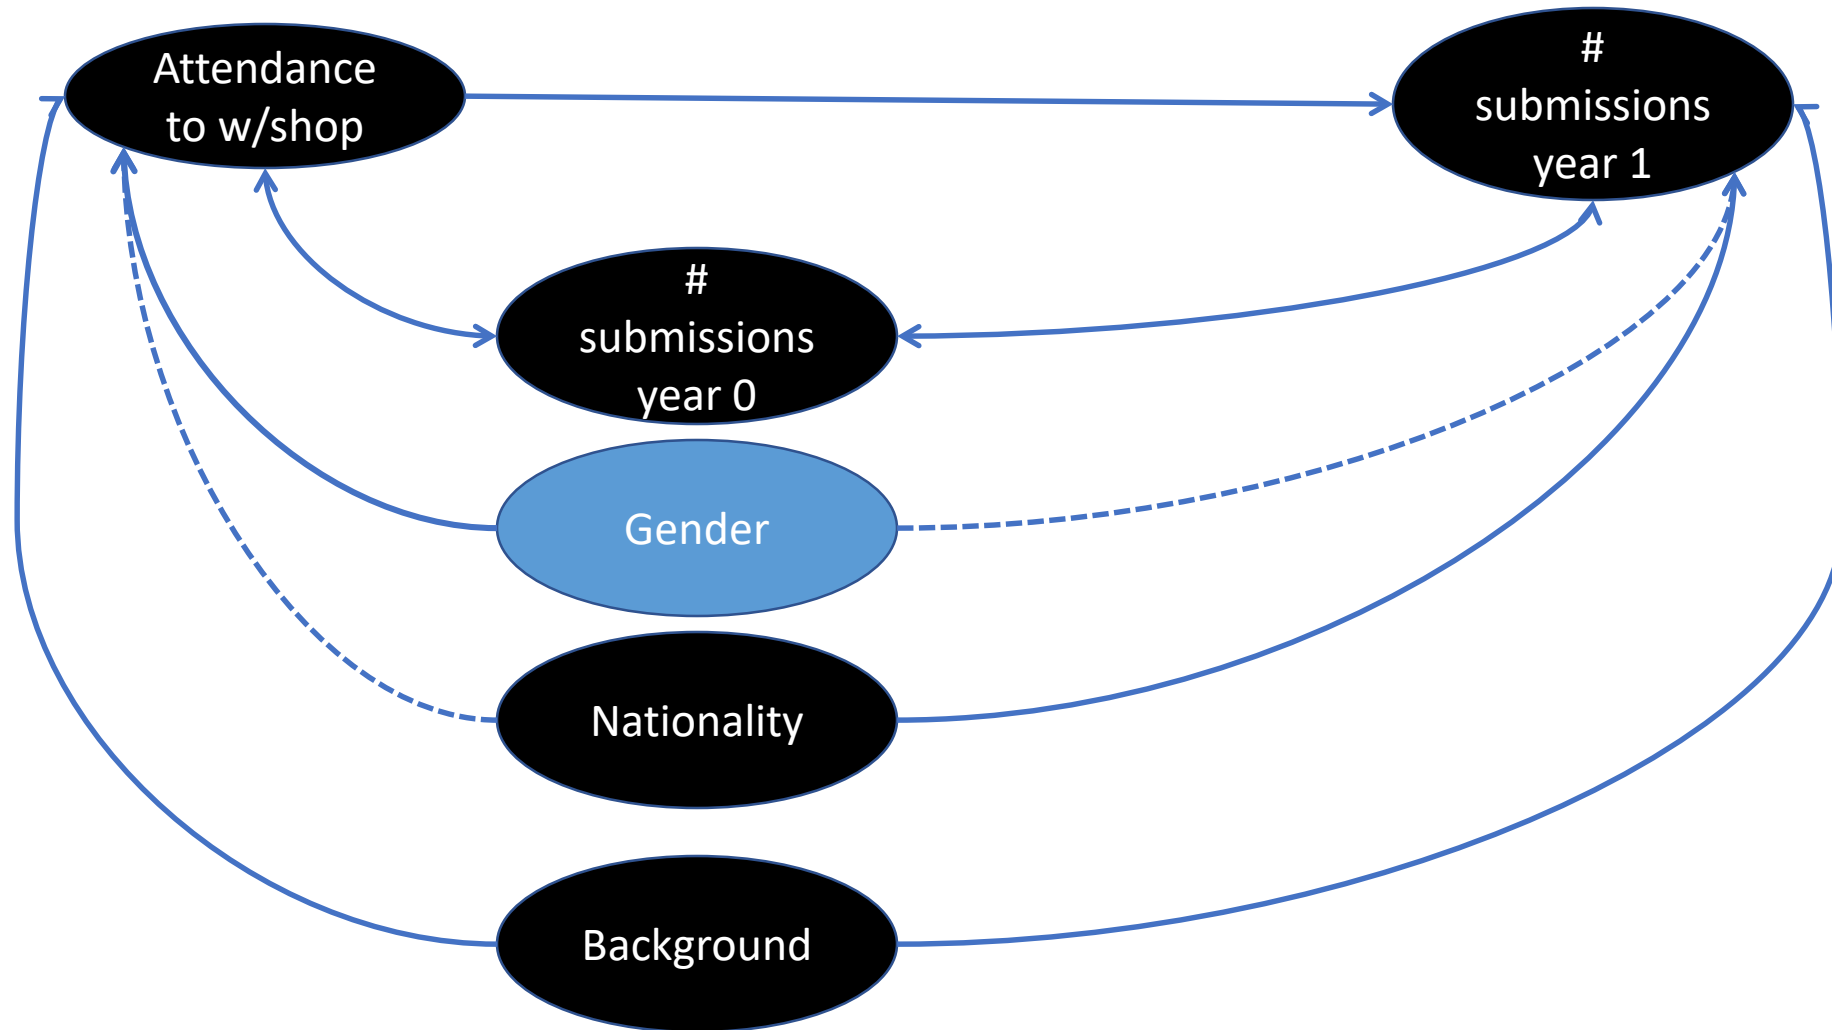 Attendance
to w/shop
#
submissions
year 1
#
submissions
year 0
Gender
Nationality
Background